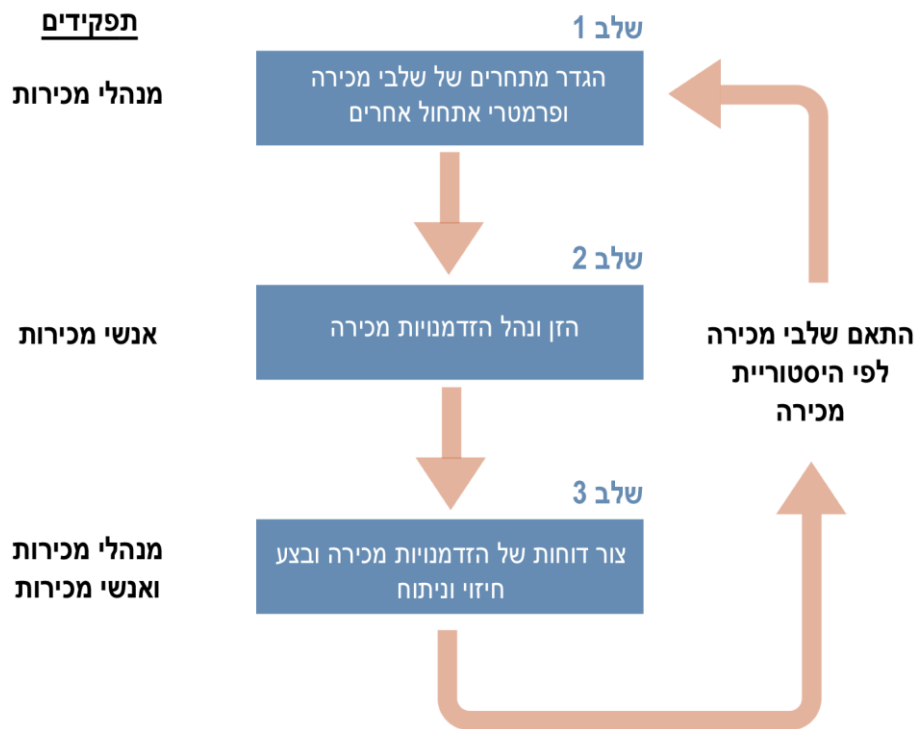 תפקידים
שלב 1
מנהלי מכירות
הגדר מתחרים של שלבי מכירה
ופרמטרי אתחול אחרים
שלב 2
אנשי מכירות
הזן ונהל הזדמנויות מכירה
התאם שלבי מכירה
לפי היסטוריית
מכירה
שלב 3
מנהלי מכירות
ואנשי מכירות
צור דוחות של הזדמנויות מכירה ובצע
חיזוי וניתוח